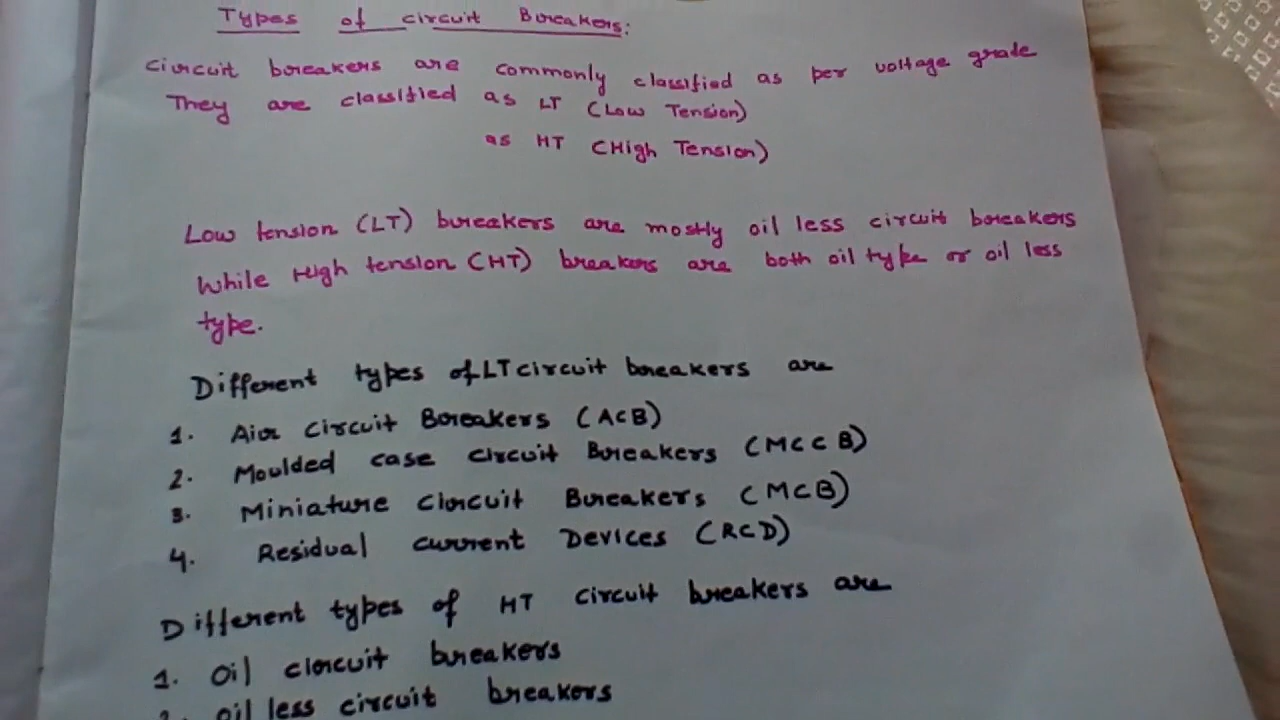 Types of circuit Breakers:
Circuit breakers are commonly classified as per voltage grade
They are classified as LT (Low Tension)
as HT (High Tension)
Low tension (LT) breakers are mostly oil less circuit breakers
While High tension (HT) breakers are both oil type or oil less
type.
Different types of LT circuit breakers are
1. Air circuit Breakers (ACB)
2. Moulded case circuit Breakers (MCCB)
3. Miniature circuit Breakers (MCB)
4. Residual current Devices (RCD)
Different types of HT circuit breakers are
1. Oil circuit breakers
2. oil less circuit breakers